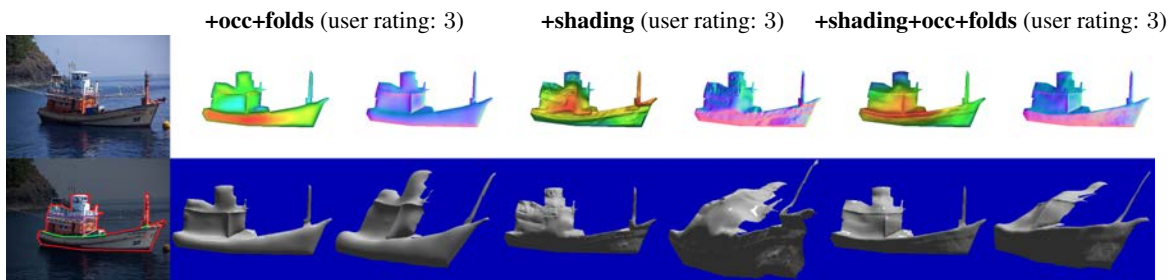 +occ+folds (user rating: 3) +shading (user rating: 3) +shading+occ+folds (user rating: 3)